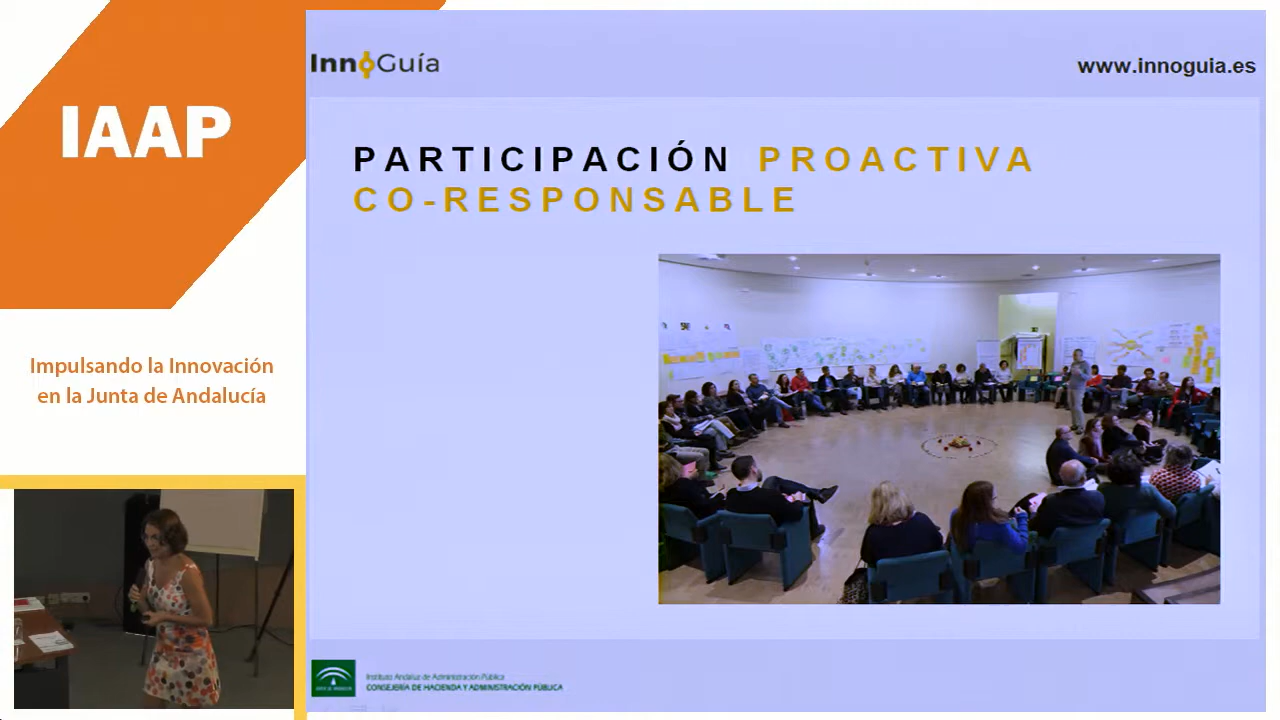 IAAP
Impulsando la Innovación
en la Junta de Andalucía
InnoGuía
www.innoguia.es
PARTICIPACIÓN PROACTIVA
CO-RESPONSABLE
Instituto Andaluz de Administración Pública
CONSEJERÍA DE HACIENDA Y ADMINISTRACIÓN PÚBLICA